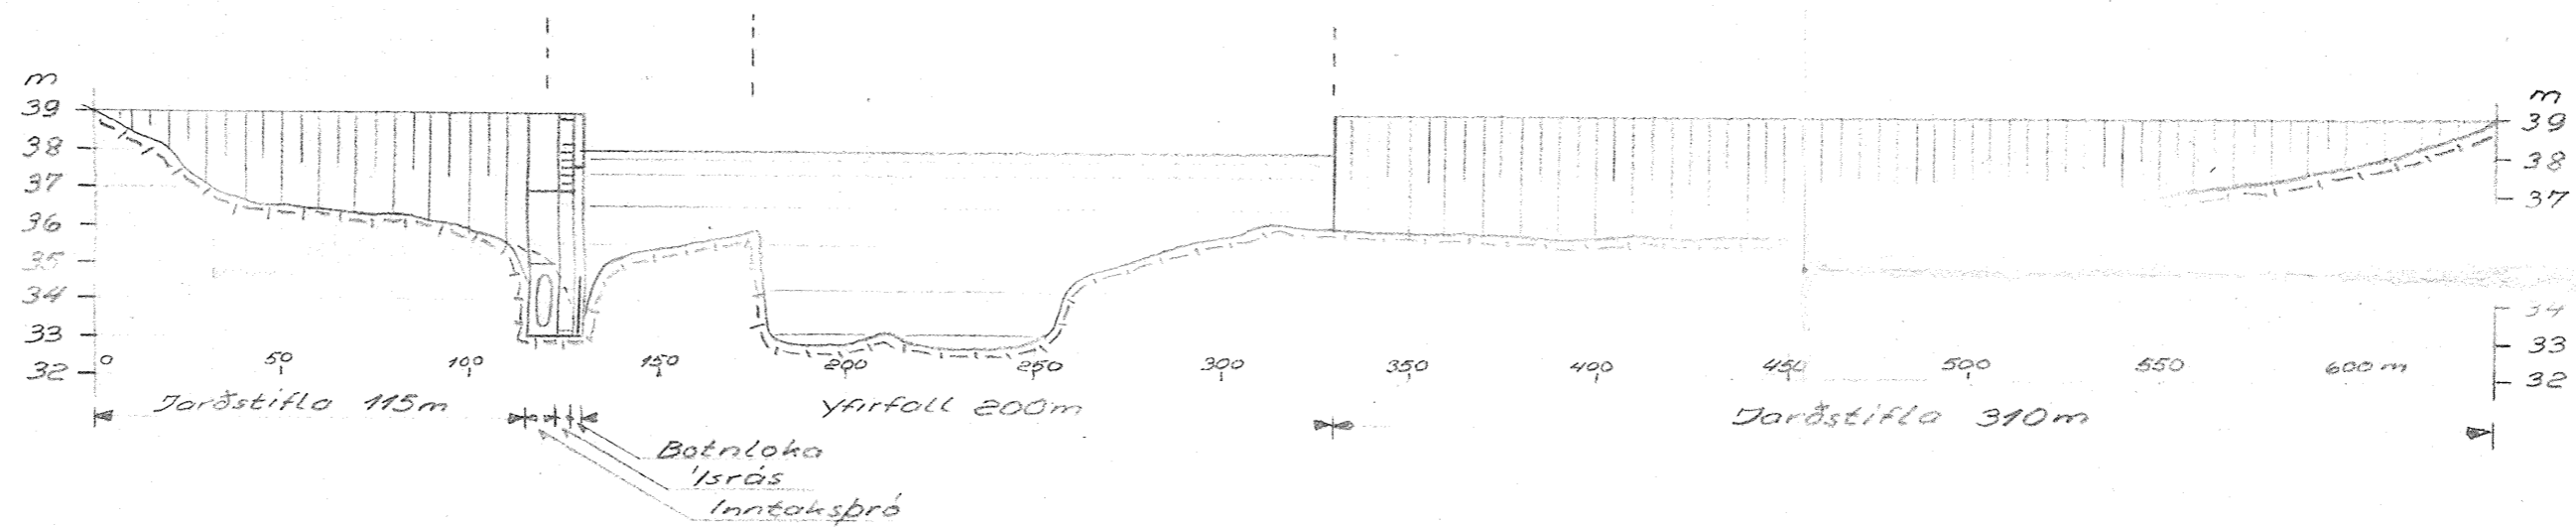 m
39
38
37
36
35
34
33
32
m
39
38
37
34
33
32
0 50 100 150 200 250 300 350 400 450 500 550 600 m
Jarðstífla 115m
Yfirfall 200m
Jarðstífla 310m
Botnloka
Ísrás
Inntaksþró